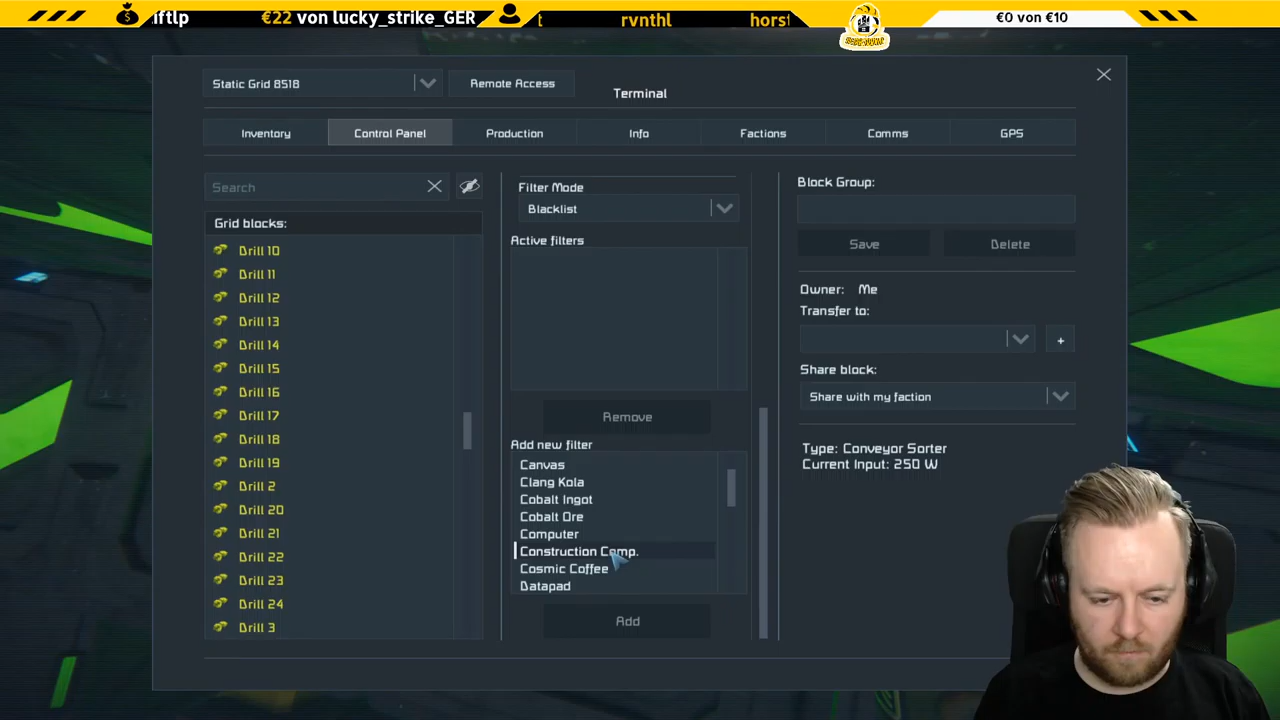 iftlp €22 von lucky_strike_GER t rvnthl horst €0 von €10
Static Grid 8518 Remote Access
Terminal
Inventory Control Panel Production Info Factions Comms GPS
Search
Grid blocks:
Drill 10
Drill 11
Drill 12
Drill 13
Drill 14
Drill 15
Drill 16
Drill 17
Drill 18
Drill 19
Drill 2
Drill 20
Drill 21
Drill 22
Drill 23
Drill 24
Drill 3
Filter Mode
Blacklist
Active filters
Remove
Add new filter
Canvas
Clang Kola
Cobalt Ingot
Cobalt Ore
Computer
Construction Comp.
Cosmic Coffee
Datapad
Add
Block Group:
Save Delete
Owner: Me
Transfer to:
+
Share block:
Share with my faction
Type: Conveyor Sorter
Current Input: 250 W